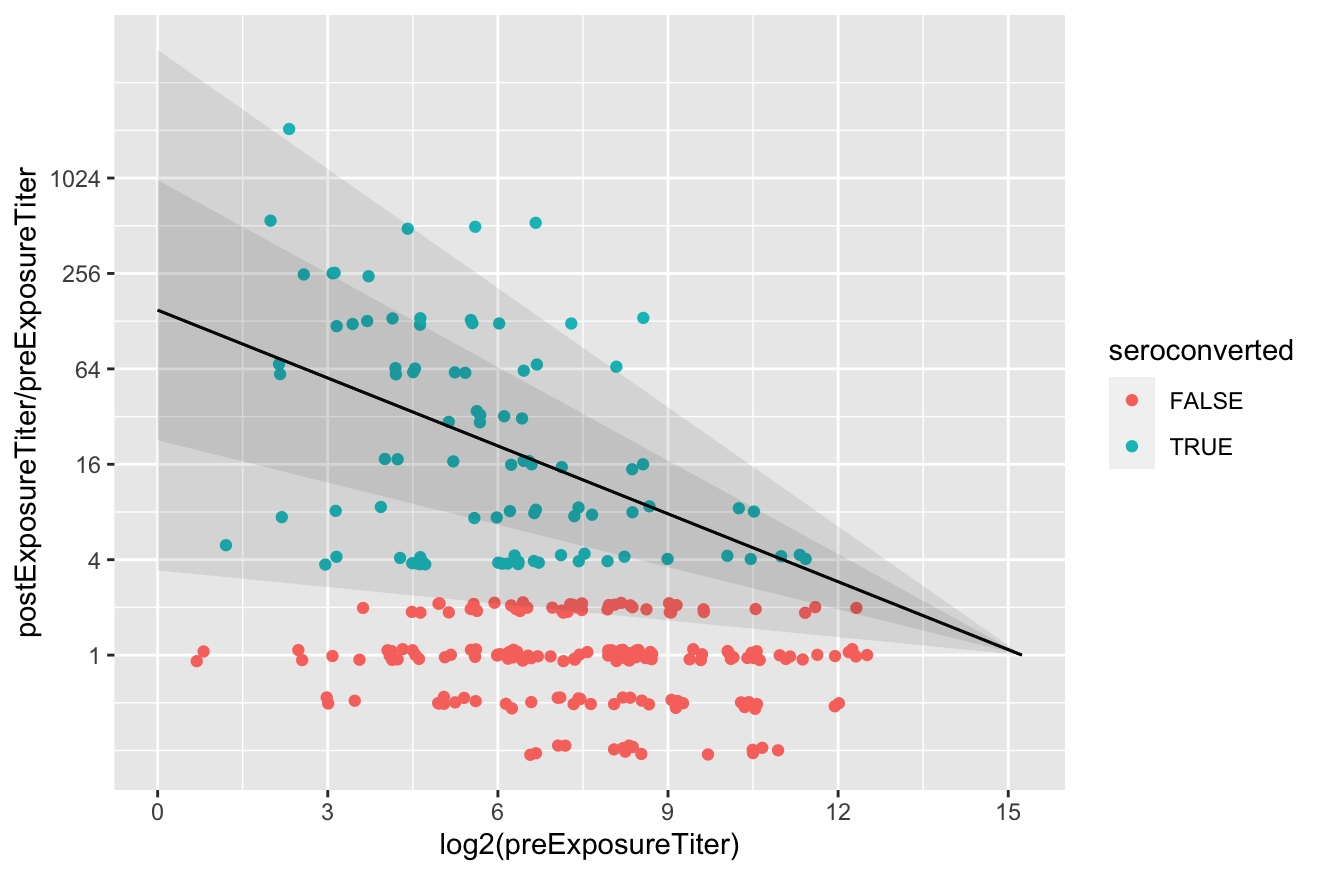 postExposureTiter/preExposureTiter
1024
256
64
16
4
1
0 3 6 9 12 15
log2(preExposureTiter)
seroconverted
FALSE
TRUE